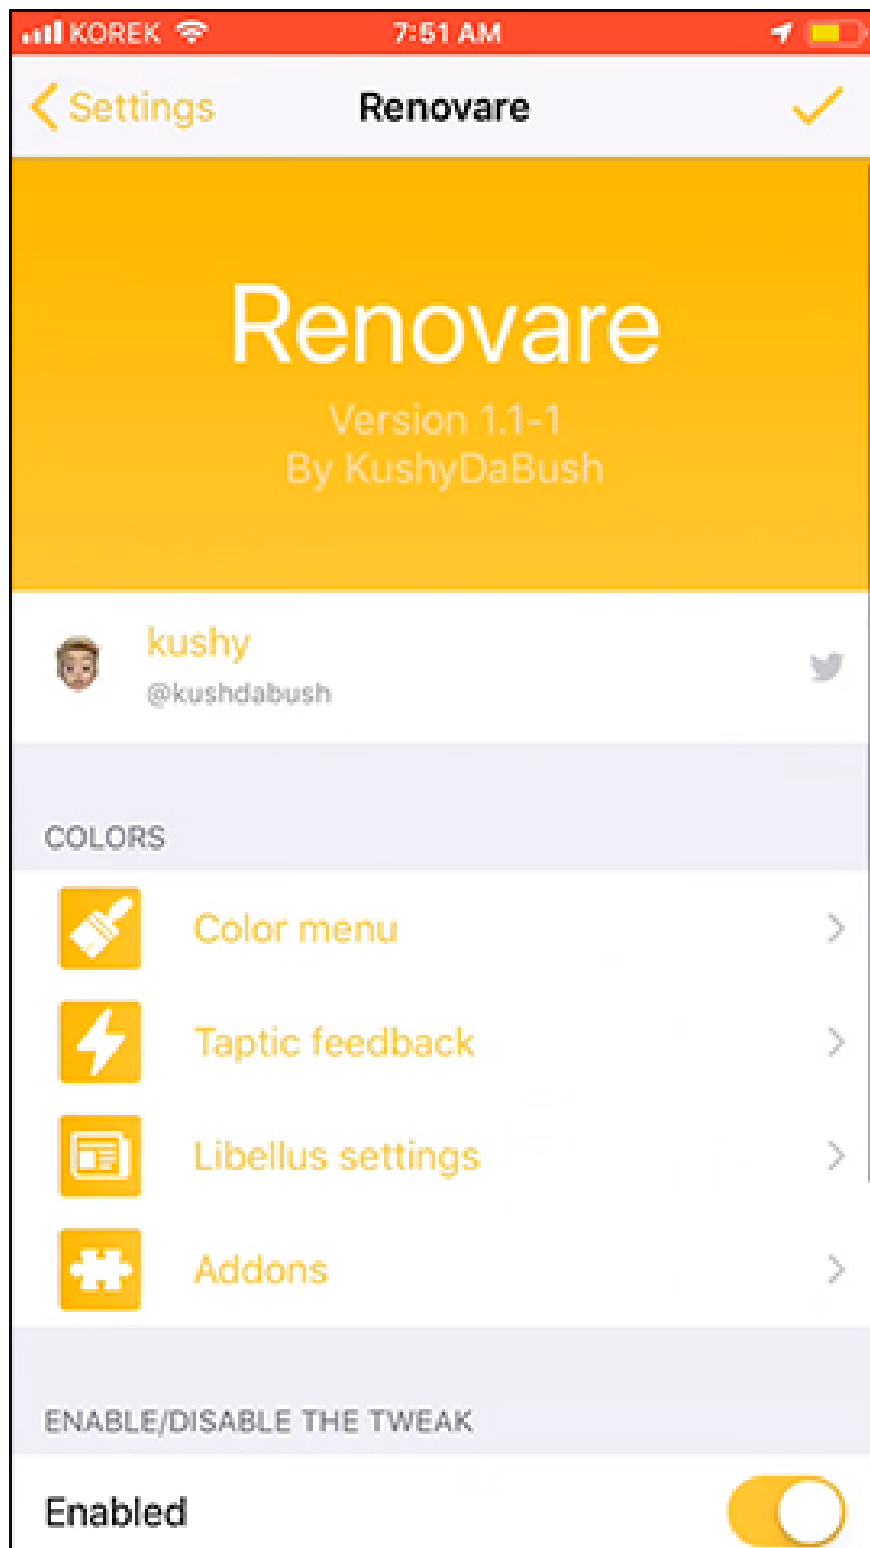 KOREK 7:51 AM
Settings Renovare
Renovare
Version 1.1-1
By KushyDaBush
kushy
@kushdabush
COLORS
Color menu
Taptic feedback
Libellus settings
Addons
ENABLE/DISABLE THE TWEAK
Enabled